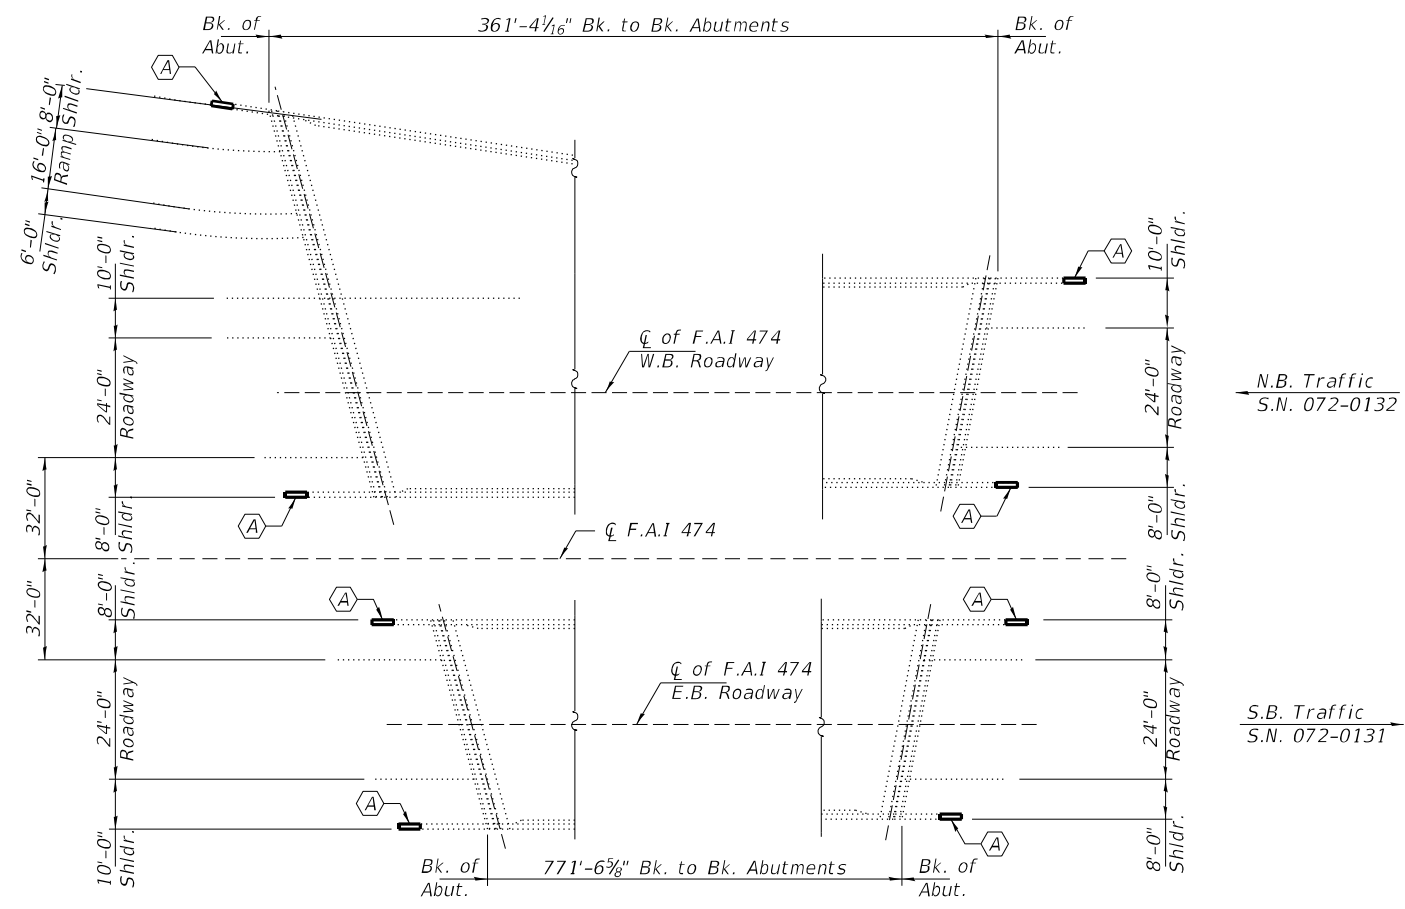 Bk. of
Abut.
361'-4 1/16" Bk. to Bk. Abutments
Bk. of
Abut.
A
8'-0"
Shldr.
16'-0"
Ramp
6'-0"
Shldr.
10'-0"
Shldr.
A
10'-0"
Shldr.
℄ of F.A.I 474
W.B. Roadway
24'-0"
Roadway
24'-0"
Roadway
N.B. Traffic
S.N. 072-0132
32'-0"
8'-0"
Shldr.
A
A
8'-0"
Shldr.
℄ F.A.I 474
32'-0"
8'-0"
Shldr.
A
A
8'-0"
Shldr.
℄ of F.A.I 474
E.B. Roadway
24'-0"
Roadway
24'-0"
Roadway
S.B. Traffic
S.N. 072-0131
A
10'-0"
Shldr.
A
8'-0"
Shldr.
Bk. of
Abut.
771'-6 5/8" Bk. to Bk. Abutments
Bk. of
Abut.